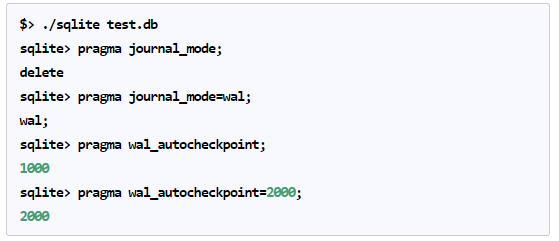 $> ./sqlite test.db
sqlite> pragma journal_mode;
delete
sqlite> pragma journal_mode=wal;
wal;
sqlite> pragma wal_autocheckpoint;
1000
sqlite> pragma wal_autocheckpoint=2000;
2000